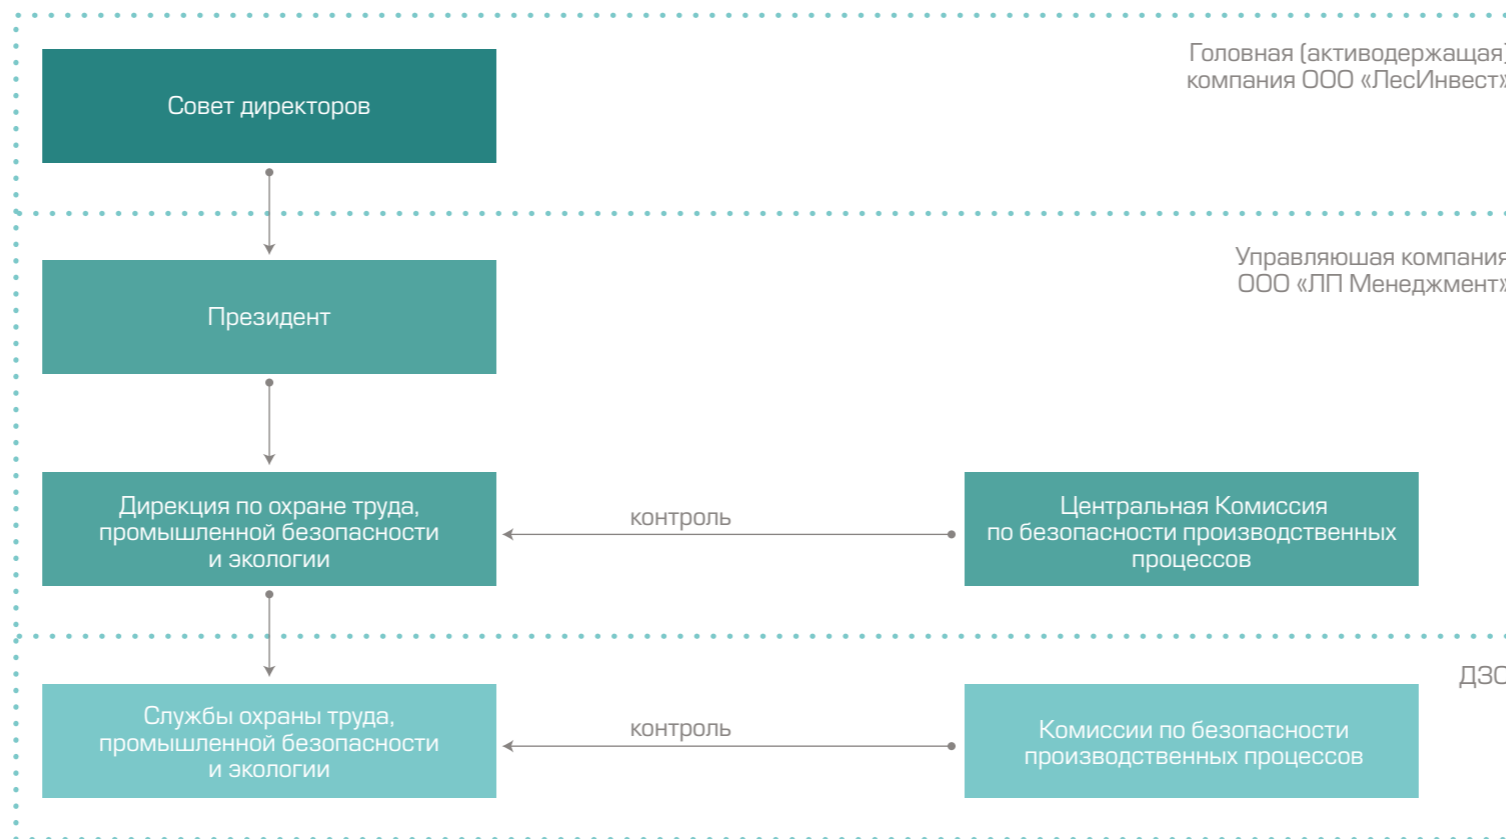 Головная (активодержащая)
компания ООО «ЛесИнвест»
Совет директоров
Управляюшая компания
ООО «ЛП Менеджмент»
Президент
Дирекция по охране труда,
промышленной безопасности
и экологии
контроль
Центральная Комиссия
по безопасности производственных
процессов
ДЗО
Службы охраны труда,
промышленной безопасности
и экологии
контроль
Комиссии по безопасности
производственных процессов